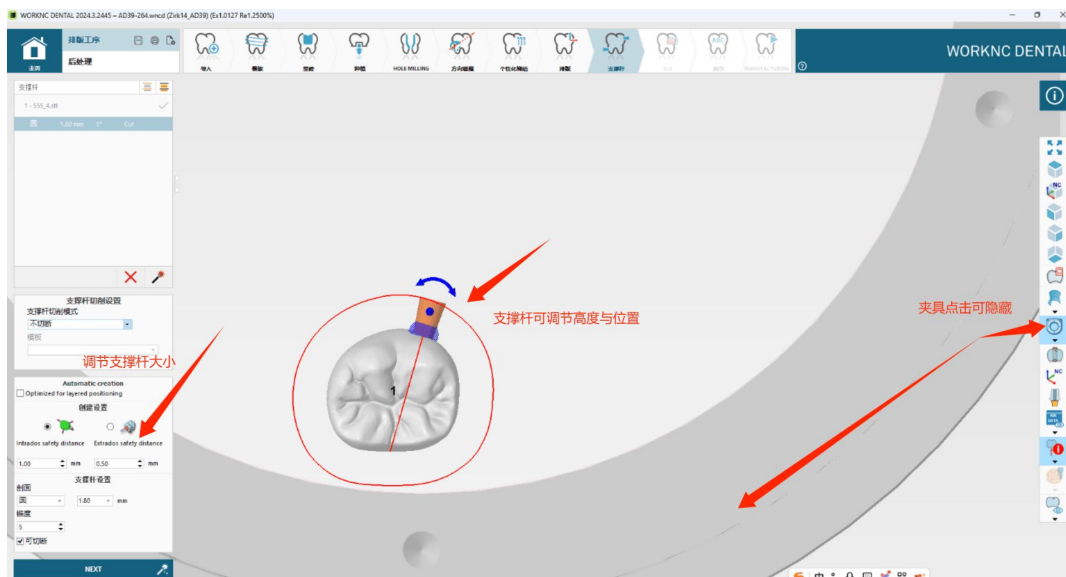 WORKNC DENTAL 2024.3.2445 - AD39-264.wncd (Zirk14_AD39) (Ex1.0127 Re1.2500%)
排版工序
后处理
主页
导入
HOLE MILLING
方向编辑
个性化
排版
支撑杆
MANUFACTURING
WORKNC DENTAL
支撑杆
1 - 555_4.stl
圆 1.80 mm 5° Cut
支撑杆切削设置
支撑杆切削模式
不切断
模板
调节支撑杆大小
支撑杆可调节高度与位置
夹具点击可隐藏
1
Automatic creation
Optimized for layered positioning
创建设置
Intrados safety distance Extrados safety distance
1.00 mm 0.50 mm
支撑杆设置
剖面
圆 1.80 mm
锥度
5
可切断
NEXT
NC
NC
中